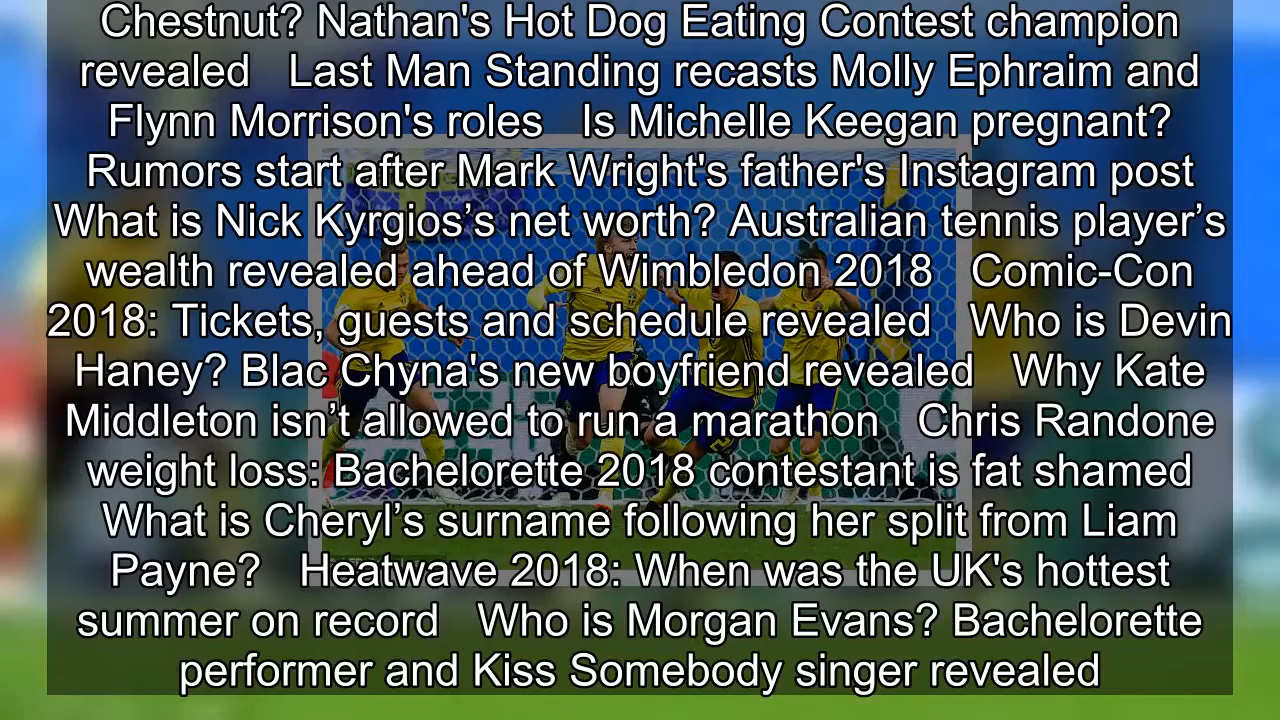 Chestnut? Nathan's Hot Dog Eating Contest champion
revealed   Last Man Standing recasts Molly Ephraim and
Flynn Morrison's roles   Is Michelle Keegan pregnant?
Rumors start after Mark Wright's father's Instagram post
What is Nick Kyrgios’s net worth? Australian tennis player’s
wealth revealed ahead of Wimbledon 2018   Comic-Con
2018: Tickets, guests and schedule revealed   Who is Devin
Haney? Blac Chyna's new boyfriend revealed   Why Kate
Middleton isn’t allowed to run a marathon   Chris Randone
weight loss: Bachelorette 2018 contestant is fat shamed
What is Cheryl’s surname following her split from Liam
Payne?   Heatwave 2018: When was the UK's hottest
summer on record   Who is Morgan Evans? Bachelorette
performer and Kiss Somebody singer revealed